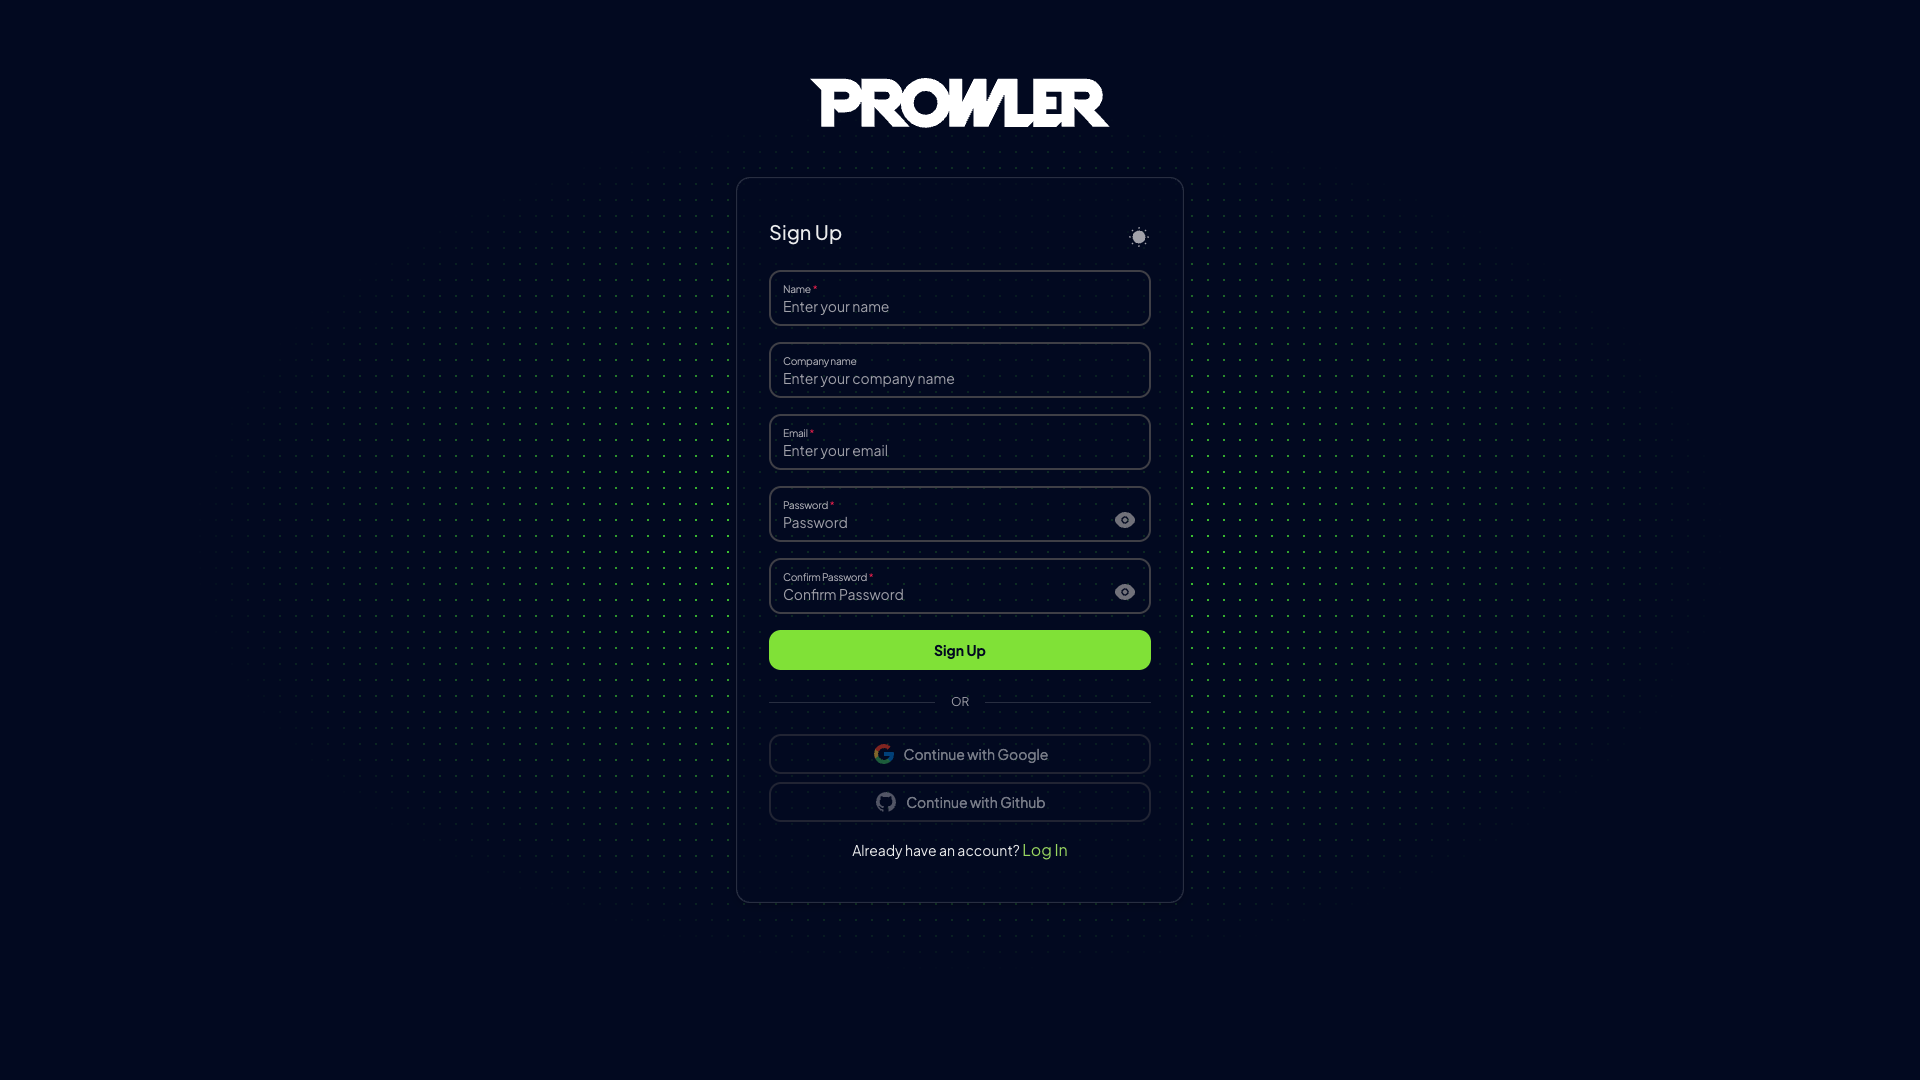 PROWLER
Sign Up
Name *
Enter your name
Company name
Enter your company name
Email *
Enter your email
Password *
Password
Confirm Password *
Confirm Password
Sign Up
OR
Continue with Google
Continue with Github
Already have an account? Log In